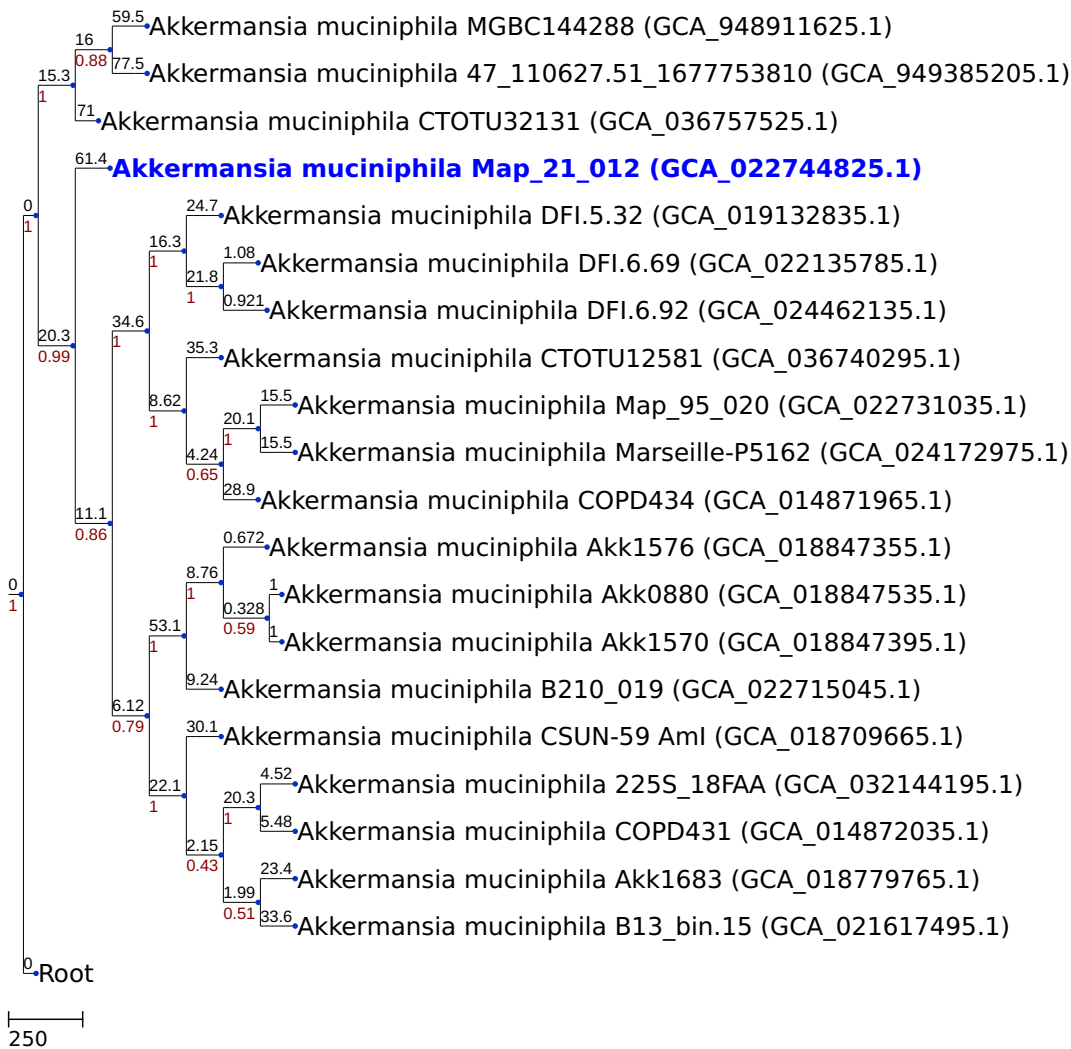 59.5
Akkermansia muciniphila MGBC144288 (GCA_948911625.1)
16
0.88
77.5
Akkermansia muciniphila 47_110627.51_1677753810 (GCA_949385205.1)
15.3
1
71
Akkermansia muciniphila CTOTU32131 (GCA_036757525.1)
61.4
Akkermansia muciniphila Map_21_012 (GCA_022744825.1)
0
1
24.7
Akkermansia muciniphila DFI.5.32 (GCA_019132835.1)
16.3
1
1.08
Akkermansia muciniphila DFI.6.69 (GCA_022135785.1)
21.8
1
0.921
Akkermansia muciniphila DFI.6.92 (GCA_024462135.1)
34.6
1
20.3
0.99
35.3
Akkermansia muciniphila CTOTU12581 (GCA_036740295.1)
8.62
1
15.5
Akkermansia muciniphila Map_95_020 (GCA_022731035.1)
20.1
1
15.5
Akkermansia muciniphila Marseille-P5162 (GCA_024172975.1)
4.24
0.65
28.9
Akkermansia muciniphila COPD434 (GCA_014871965.1)
11.1
0.86
0.672
Akkermansia muciniphila Akk1576 (GCA_018847355.1)
8.76
1
0
1
1
Akkermansia muciniphila Akk0880 (GCA_018847535.1)
0.328
0.59
1
Akkermansia muciniphila Akk1570 (GCA_018847395.1)
53.1
1
9.24
Akkermansia muciniphila B210_019 (GCA_022715045.1)
6.12
0.79
30.1
Akkermansia muciniphila CSUN-59 AmI (GCA_018709665.1)
22.1
1
4.52
Akkermansia muciniphila 225S_18FAA (GCA_032144195.1)
20.3
1
5.48
Akkermansia muciniphila COPD431 (GCA_014872035.1)
2.15
0.43
23.4
Akkermansia muciniphila Akk1683 (GCA_018779765.1)
1.99
0.51
33.6
Akkermansia muciniphila B13_bin.15 (GCA_021617495.1)
0
Root
250